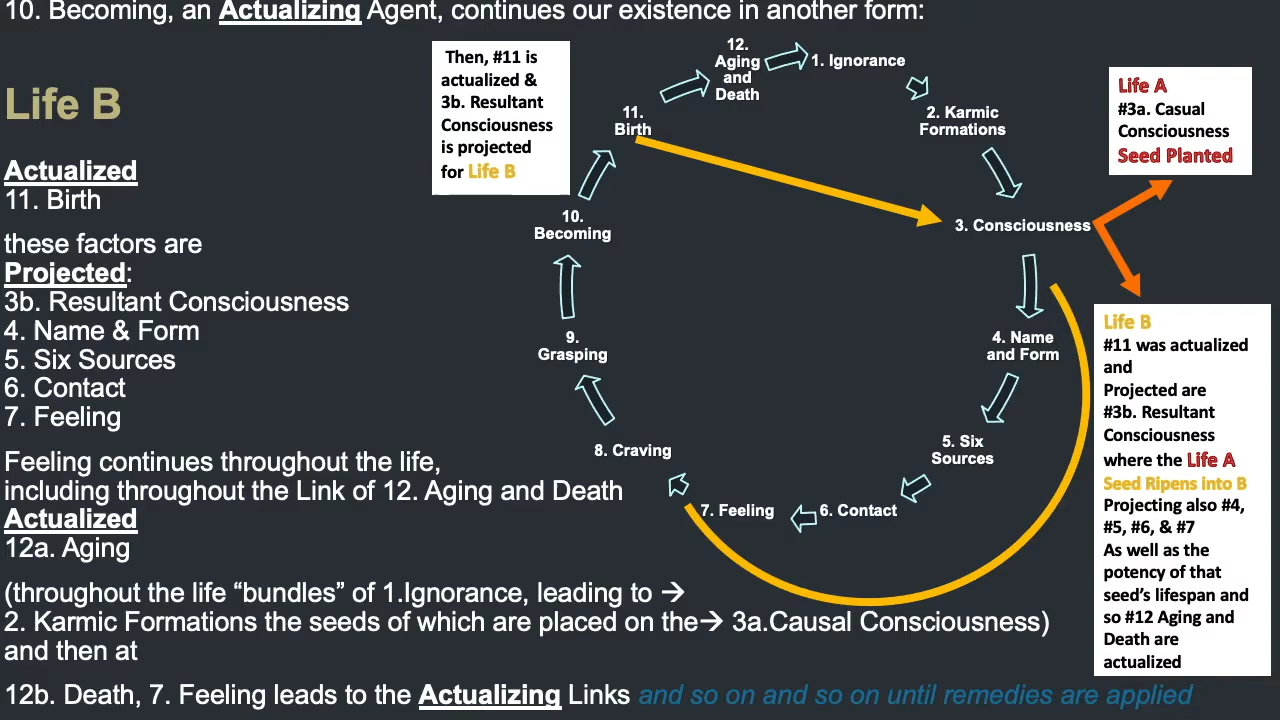 10. Becoming, an Actualizing Agent, continues our existence in another form:
Life B
Actualized
11. Birth
these factors are
Projected:
3b. Resultant Consciousness
4. Name & Form
5. Six Sources
6. Contact
7. Feeling
Feeling continues throughout the life,
including throughout the Link of 12. Aging and Death
Actualized
12a. Aging
(throughout the life “bundles” of 1.Ignorance, leading to →
2. Karmic Formations the seeds of which are placed on the→ 3a.Causal Consciousness)
and then at
12b. Death, 7. Feeling leads to the Actualizing Links and so on and so on until remedies are applied
Then, #11 is
actualized &
3b. Resultant
Consciousness
is projected
for Life B
12.
Aging
and
Death
1. Ignorance
2. Karmic
Formations
3. Consciousness
4. Name
and Form
5. Six
Sources
6. Contact
7. Feeling
8. Craving
9.
Grasping
10.
Becoming
11.
Birth
Life A
#3a. Casual
Consciousness
Seed Planted
Life B
#11 was actualized
and
Projected are
#3b. Resultant
Consciousness
where the Life A
Seed Ripens into B
Projecting also #4,
#5, #6, & #7
As well as the
potency of that
seed’s lifespan and
so #12 Aging and
Death are
actualized